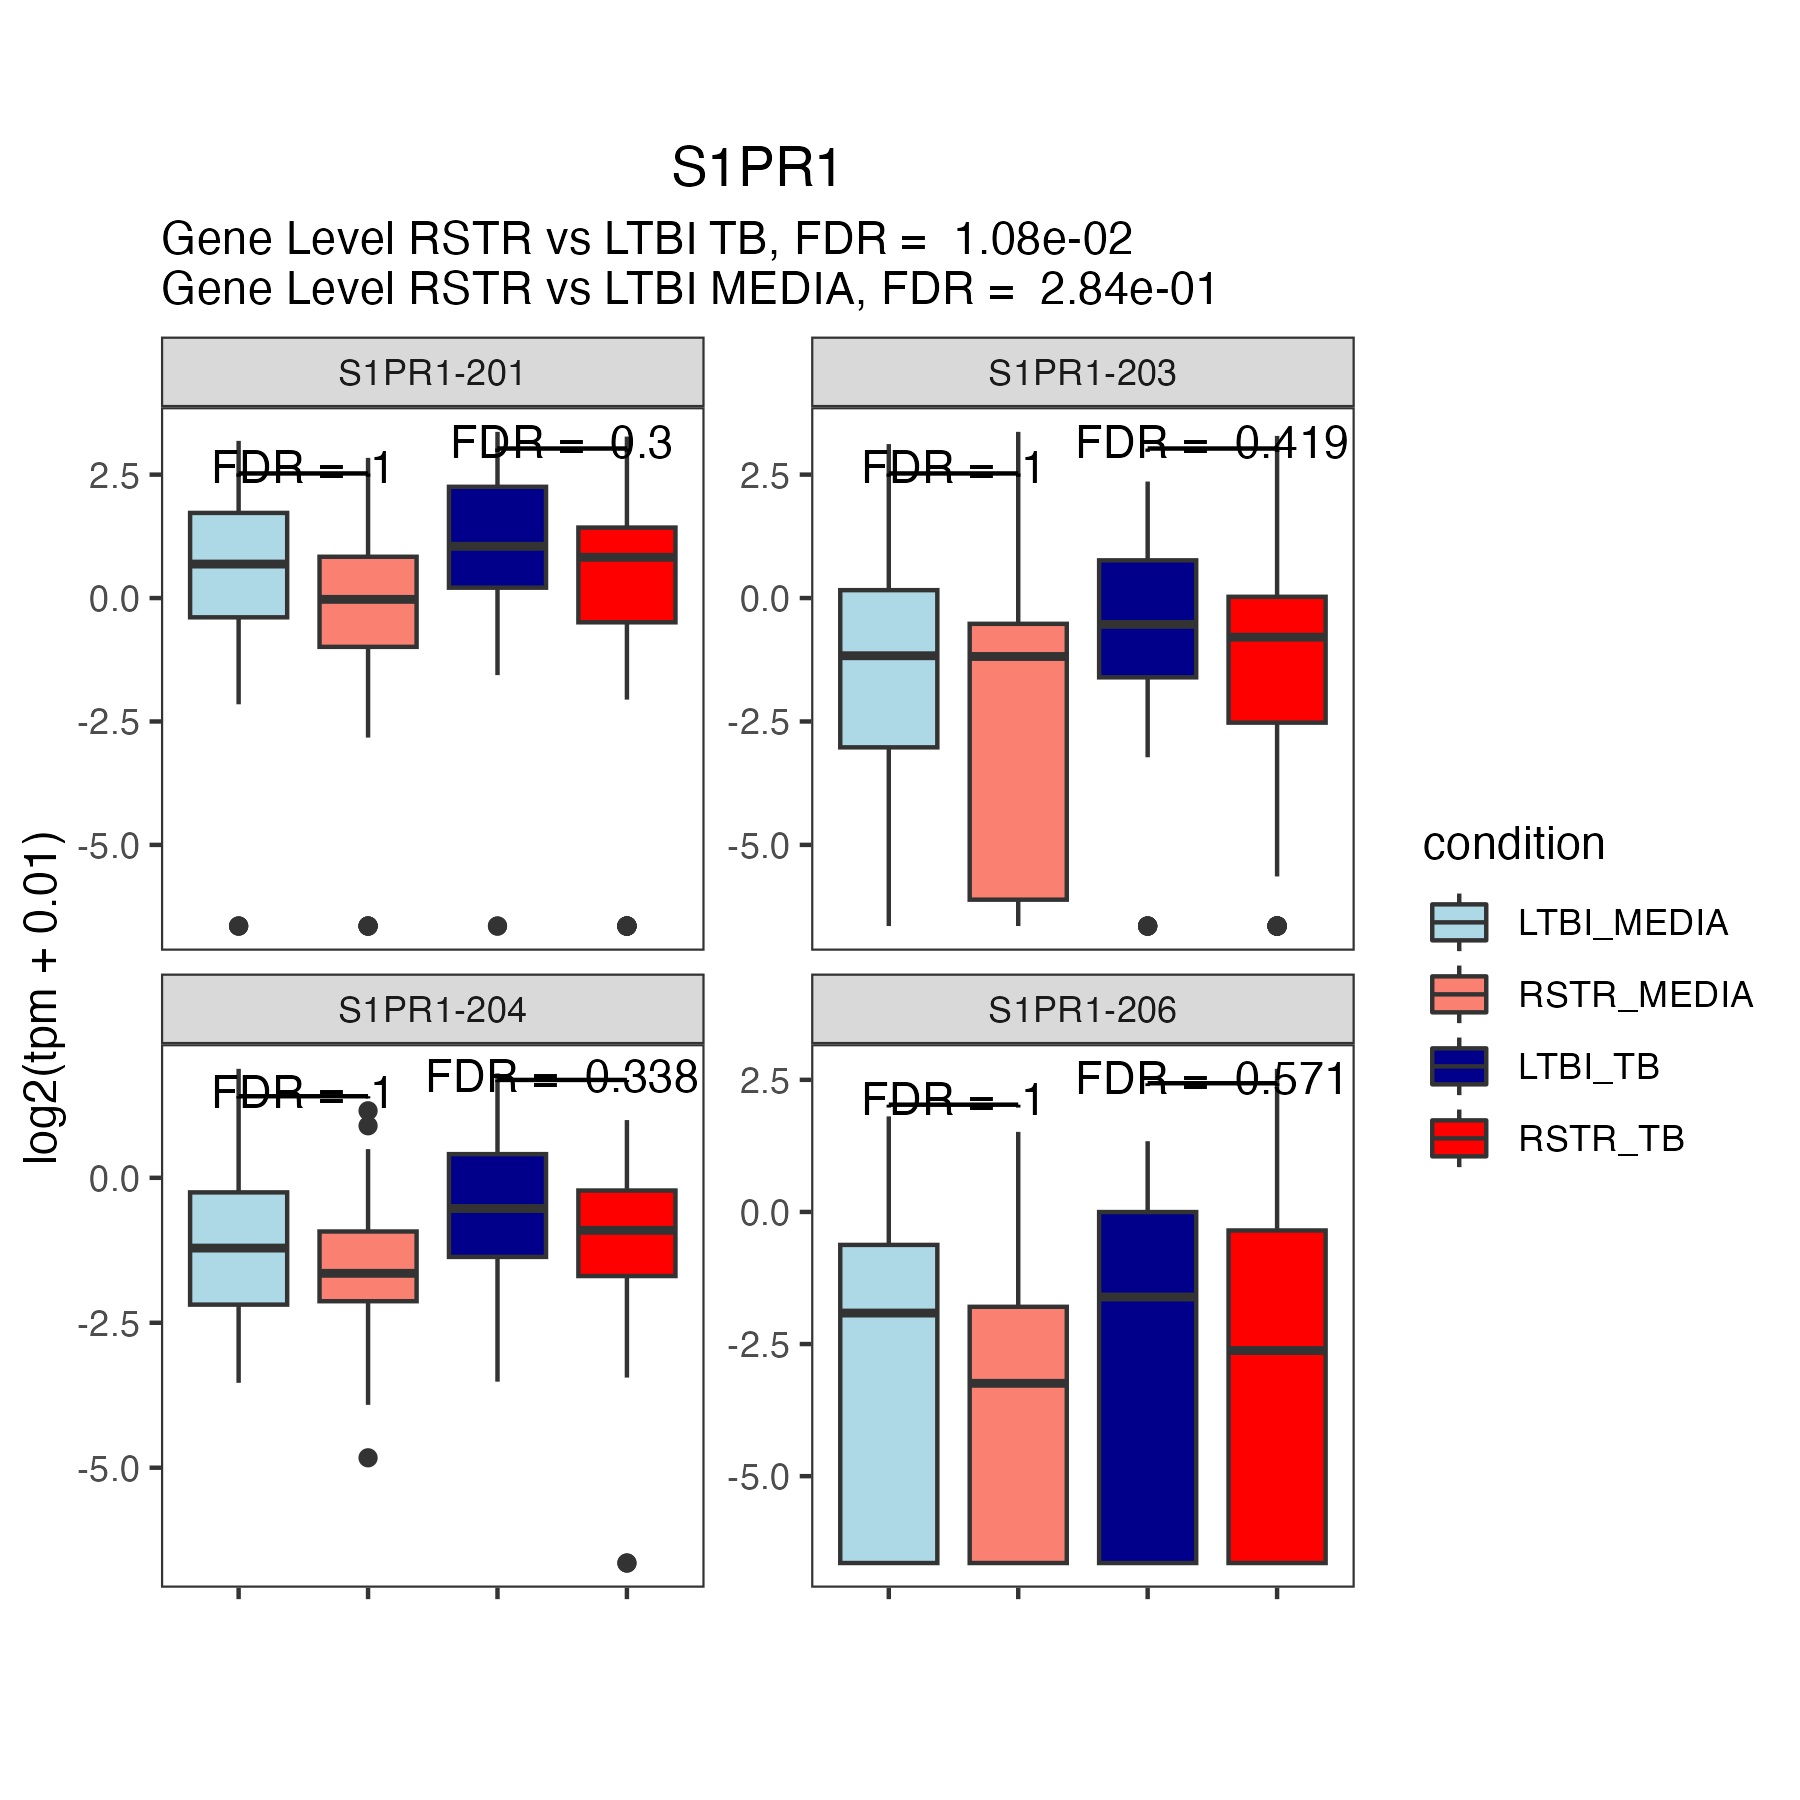 S1PR1
Gene Level RSTR vs LTBI TB, FDR =  1.08e-02
Gene Level RSTR vs LTBI MEDIA, FDR =  2.84e-01
S1PR1-201
FDR =  1
FDR =  0.3
2.5
0.0
-2.5
-5.0
S1PR1-203
FDR =  1
FDR =  0.419
2.5
0.0
-2.5
-5.0
S1PR1-204
FDR =  1
FDR =  0.338
0.0
-2.5
-5.0
S1PR1-206
FDR =  1
FDR =  0.571
2.5
0.0
-2.5
-5.0
log2(tpm + 0.01)
condition
LTBI_MEDIA
RSTR_MEDIA
LTBI_TB
RSTR_TB